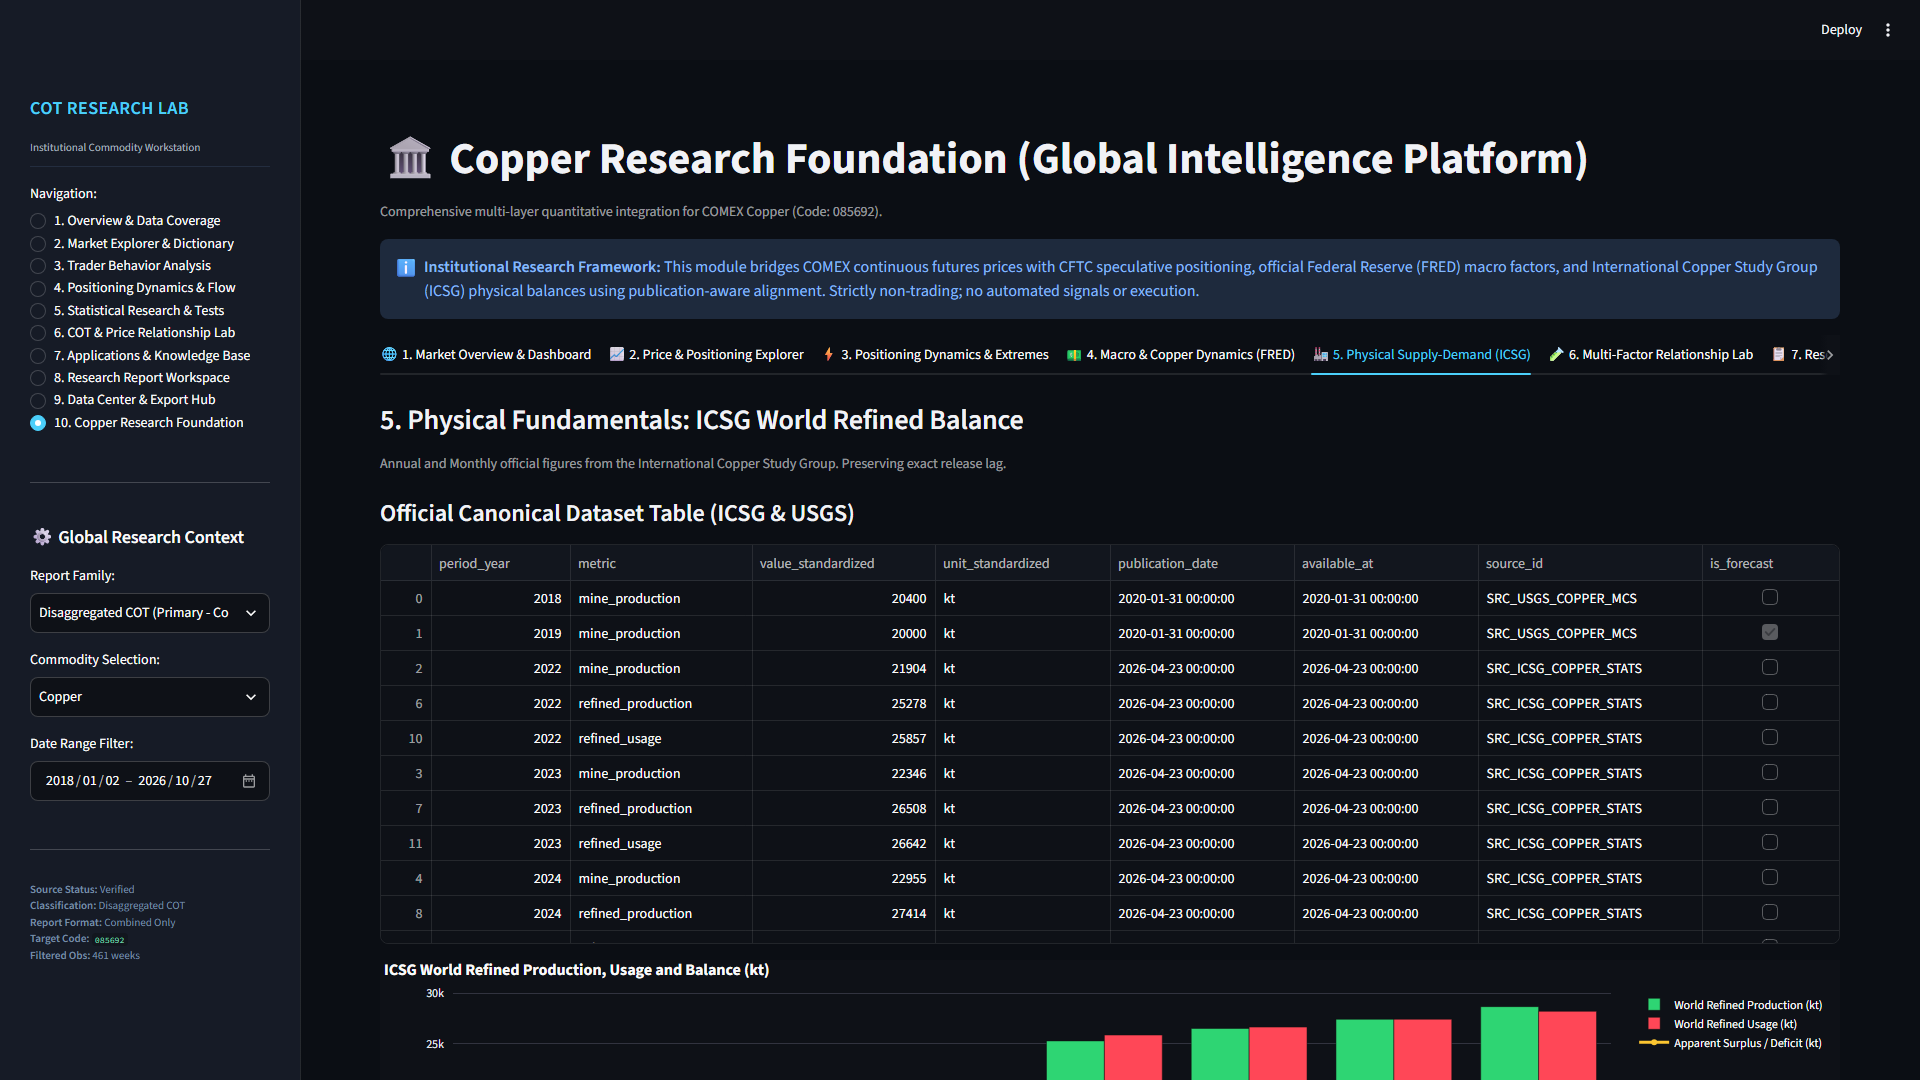 Deploy
COT RESEARCH LAB
Institutional Commodity Workstation
Navigation:
1. Overview & Data Coverage
2. Market Explorer & Dictionary
3. Trader Behavior Analysis
4. Positioning Dynamics & Flow
5. Statistical Research & Tests
6. COT & Price Relationship Lab
7. Applications & Knowledge Base
8. Research Report Workspace
9. Data Center & Export Hub
10. Copper Research Foundation
Global Research Context
Report Family:
Disaggregated COT (Primary - Co
Commodity Selection:
Copper
Date Range Filter:
2018/01/02 – 2026/10/27
Source Status: Verified
Classification: Disaggregated COT
Report Format: Combined Only
Target Code: 085692
Filtered Obs: 461 weeks
Copper Research Foundation (Global Intelligence Platform)
Comprehensive multi-layer quantitative integration for COMEX Copper (Code: 085692).
Institutional Research Framework: This module bridges COMEX continuous futures prices with CFTC speculative positioning, official Federal Reserve (FRED) macro factors, and International Copper Study Group
(ICSG) physical balances using publication-aware alignment. Strictly non-trading; no automated signals or execution.
1. Market Overview & Dashboard 2. Price & Positioning Explorer 3. Positioning Dynamics & Extremes 4. Macro & Copper Dynamics (FRED) 5. Physical Supply-Demand (ICSG) 6. Multi-Factor Relationship Lab 7. Res
5. Physical Fundamentals: ICSG World Refined Balance
Annual and Monthly official figures from the International Copper Study Group. Preserving exact release lag.
Official Canonical Dataset Table (ICSG & USGS)
period_year metric value_standardized unit_standardized publication_date available_at source_id is_forecast
0 2018 mine_production 20400 kt 2020-01-31 00:00:00 2020-01-31 00:00:00 SRC_USGS_COPPER_MCS
1 2019 mine_production 20000 kt 2020-01-31 00:00:00 2020-01-31 00:00:00 SRC_USGS_COPPER_MCS
2 2022 mine_production 21904 kt 2026-04-23 00:00:00 2026-04-23 00:00:00 SRC_ICSG_COPPER_STATS
6 2022 refined_production 25278 kt 2026-04-23 00:00:00 2026-04-23 00:00:00 SRC_ICSG_COPPER_STATS
10 2022 refined_usage 25857 kt 2026-04-23 00:00:00 2026-04-23 00:00:00 SRC_ICSG_COPPER_STATS
3 2023 mine_production 22346 kt 2026-04-23 00:00:00 2026-04-23 00:00:00 SRC_ICSG_COPPER_STATS
7 2023 refined_production 26508 kt 2026-04-23 00:00:00 2026-04-23 00:00:00 SRC_ICSG_COPPER_STATS
11 2023 refined_usage 26642 kt 2026-04-23 00:00:00 2026-04-23 00:00:00 SRC_ICSG_COPPER_STATS
4 2024 mine_production 22955 kt 2026-04-23 00:00:00 2026-04-23 00:00:00 SRC_ICSG_COPPER_STATS
8 2024 refined_production 27414 kt 2026-04-23 00:00:00 2026-04-23 00:00:00 SRC_ICSG_COPPER_STATS
ICSG World Refined Production, Usage and Balance (kt)
30k
25k
World Refined Production (kt)
World Refined Usage (kt)
Apparent Surplus / Deficit (kt)